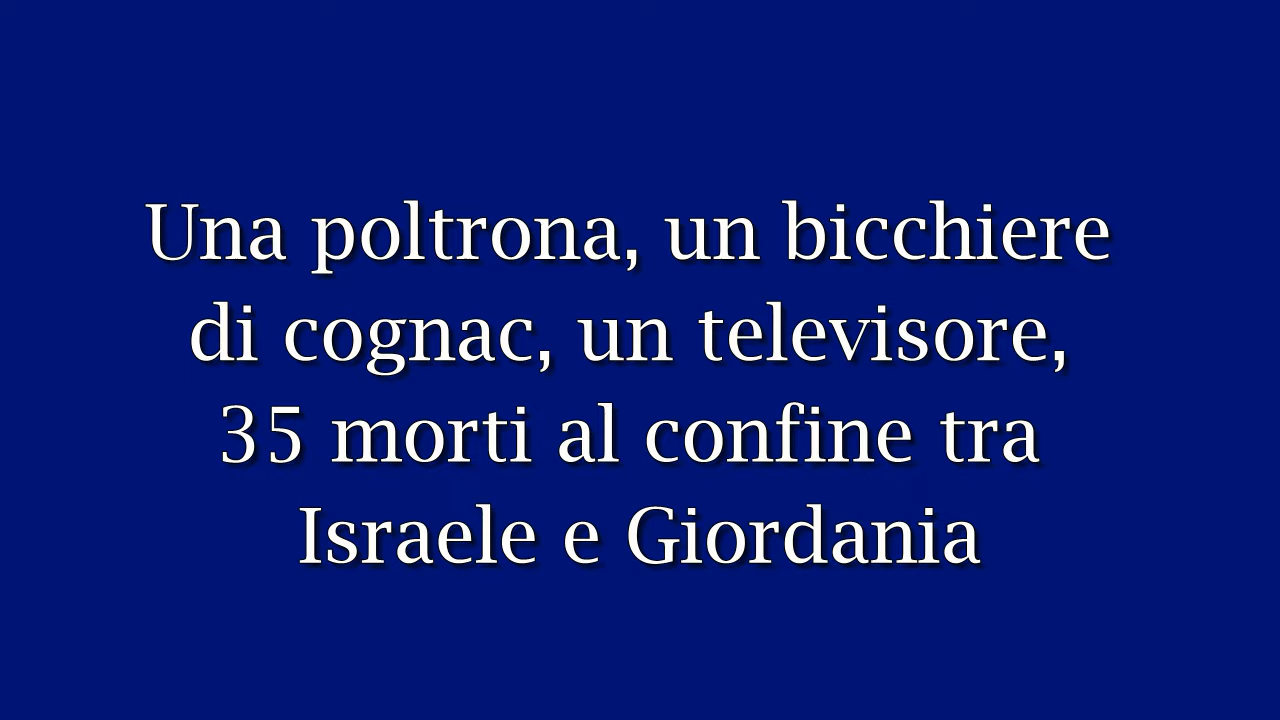 Una poltrona, un bicchiere
di cognac, un televisore,
35 morti al confine tra
Israele e Giordania